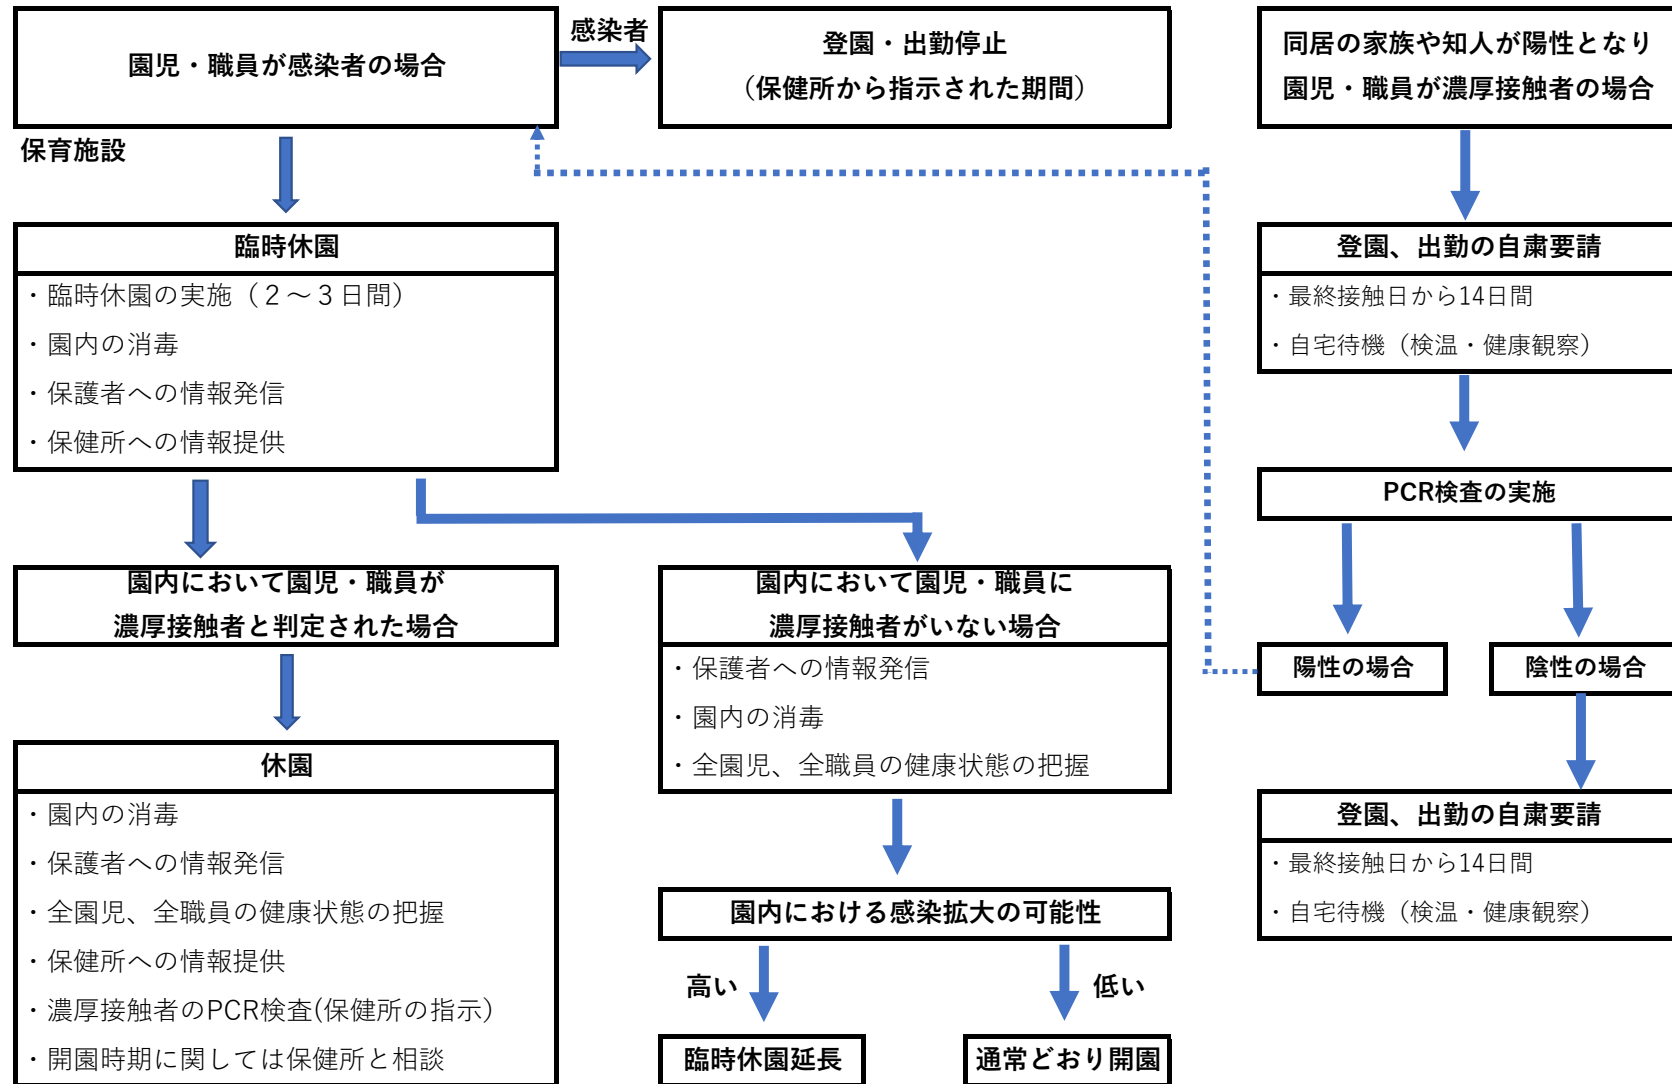 園児・職員が感染者の場合
感染者
登園・出勤停止
（保健所から指示された期間）
保育施設
臨時休園
・臨時休園の実施（２～３日間）
・園内の消毒
・保護者への情報発信
・保健所への情報提供
園内において園児・職員が
濃厚接触者と判定された場合
休園
・園内の消毒
・保護者への情報発信
・全園児、全職員の健康状態の把握
・保健所への情報提供
・濃厚接触者のPCR検査(保健所の指示）
・開園時期に関しては保健所と相談
園内において園児・職員に
濃厚接触者がいない場合
・保護者への情報発信
・園内の消毒
・全園児、全職員の健康状態の把握
園内における感染拡大の可能性
高い
低い
臨時休園延長
通常どおり開園
同居の家族や知人が陽性となり
園児・職員が濃厚接触者の場合
登園、出勤の自粛要請
・最終接触日から14日間
・自宅待機（検温・健康観察）
PCR検査の実施
陽性の場合
陰性の場合
登園、出勤の自粛要請
・最終接触日から14日間
・自宅待機（検温・健康観察）